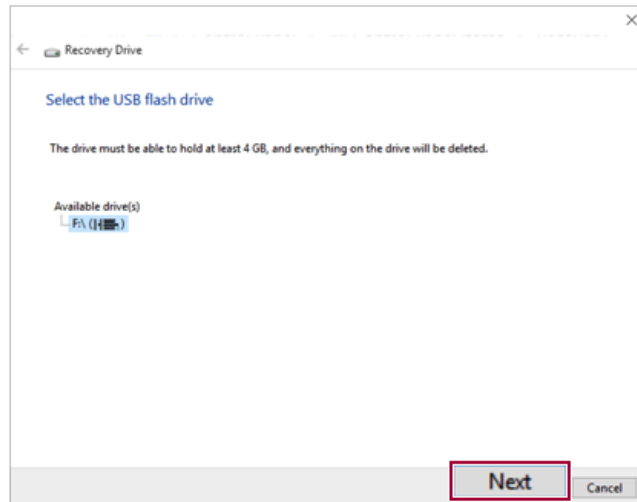 Recovery Drive
Select the USB flash drive
The drive must be able to hold at least 4 GB, and everything on the drive will be deleted.
Available drive(s)
F:\ (
Next
Cancel